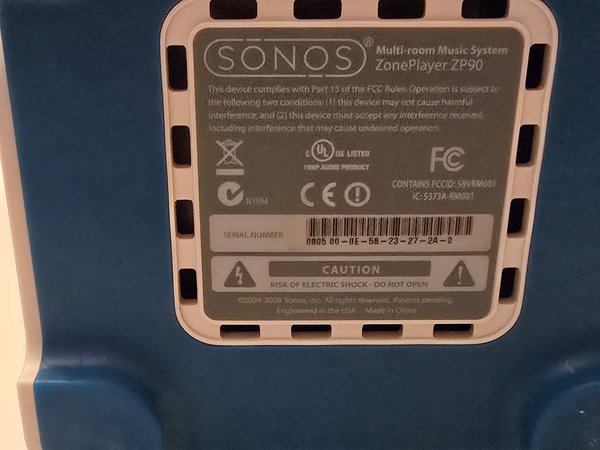 SONOS®
Multi-room Music System
ZonePlayer ZP90
This device complies with Part 15 of the FCC Rules. Operation is subject to
the following two conditions: (1) this device may not cause harmful
interference, and (2) this device must accept any interference received,
including interference that may cause undesired operation.
C UL US LISTED
10MP AUDIO PRODUCT
FC
N1594
CE
CONTAINS FCCID: SBVRM001
IC: 5373A-RM001
SERIAL NUMBER
0805 00-0E-58-23-27-2A-0
CAUTION
RISK OF ELECTRIC SHOCK - DO NOT OPEN
©2004-2008 Sonos, Inc. All rights reserved. Patents pending.
Engineered in the USA Made in China